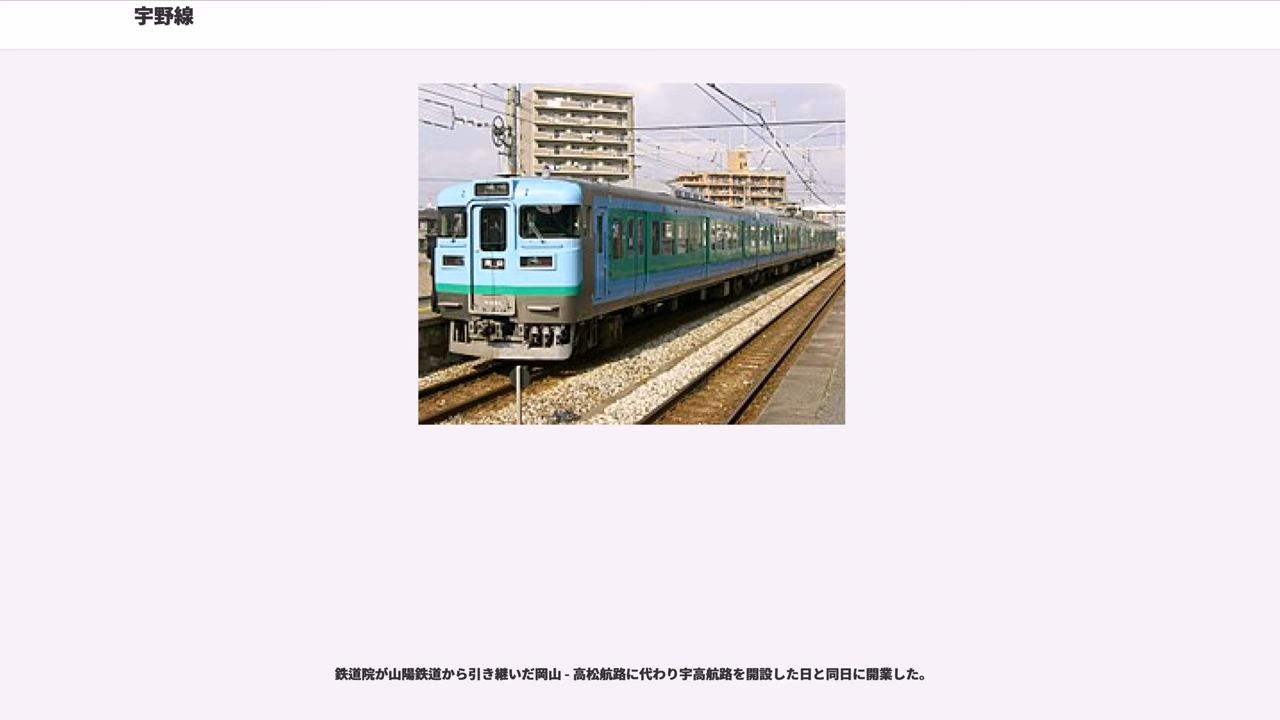 宇野線
鉄道院が山陽鉄道から引き継いだ岡山 - 高松航路に代わり宇高航路を開設した日と同日に開業した。